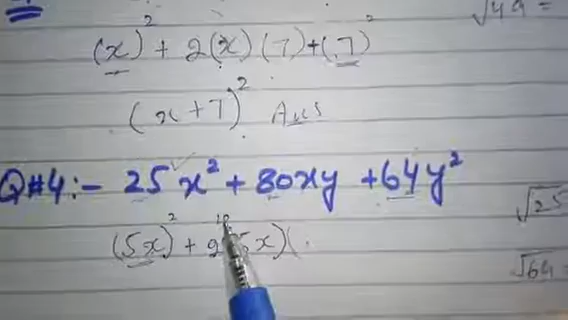 √49 =
(x)² + 2(x)(7)+(7)²
(x+7)² Ans
Q#4:- 25x² + 80xy + 64y²
√25
(5x)² + 2(5x)(
√64